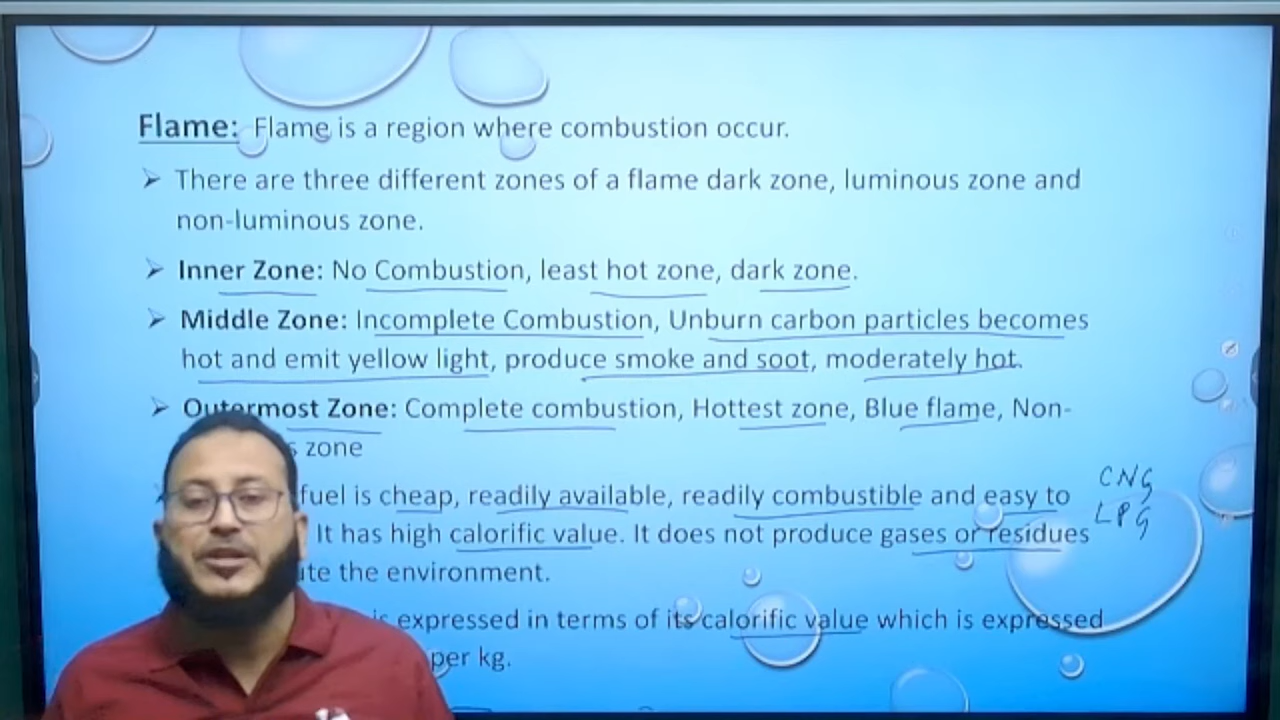 Flame: Flame is a region where combustion occur.
➤ There are three different zones of a flame dark zone, luminous zone and
non-luminous zone.
➤ Inner Zone: No Combustion, least hot zone, dark zone.
➤ Middle Zone: Incomplete Combustion, Unburn carbon particles becomes
hot and emit yellow light, produce smoke and soot, moderately hot.
➤ Outermost Zone: Complete combustion, Hottest zone, Blue flame, Non-
zone
fuel is cheap, readily available, readily combustible and easy to
CNG
It has high calorific value. It does not produce gases or residues
LPG
the environment.
expressed in terms of its calorific value which is expressed
per kg.